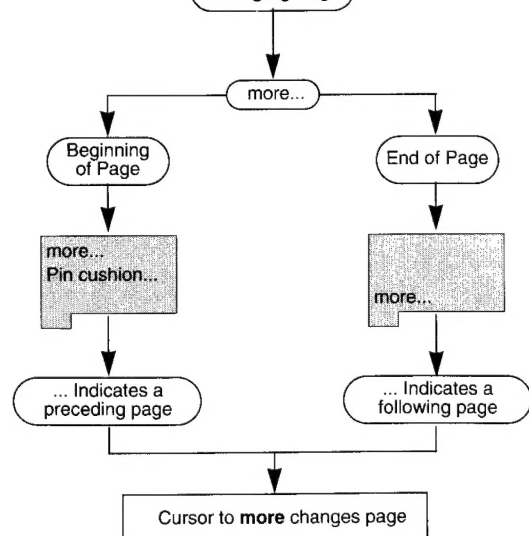 more...
Beginning
of Page
End of Page
more...
Pin cushion...
more...
... Indicates a
preceding page
... Indicates a
following page
Cursor to more changes page